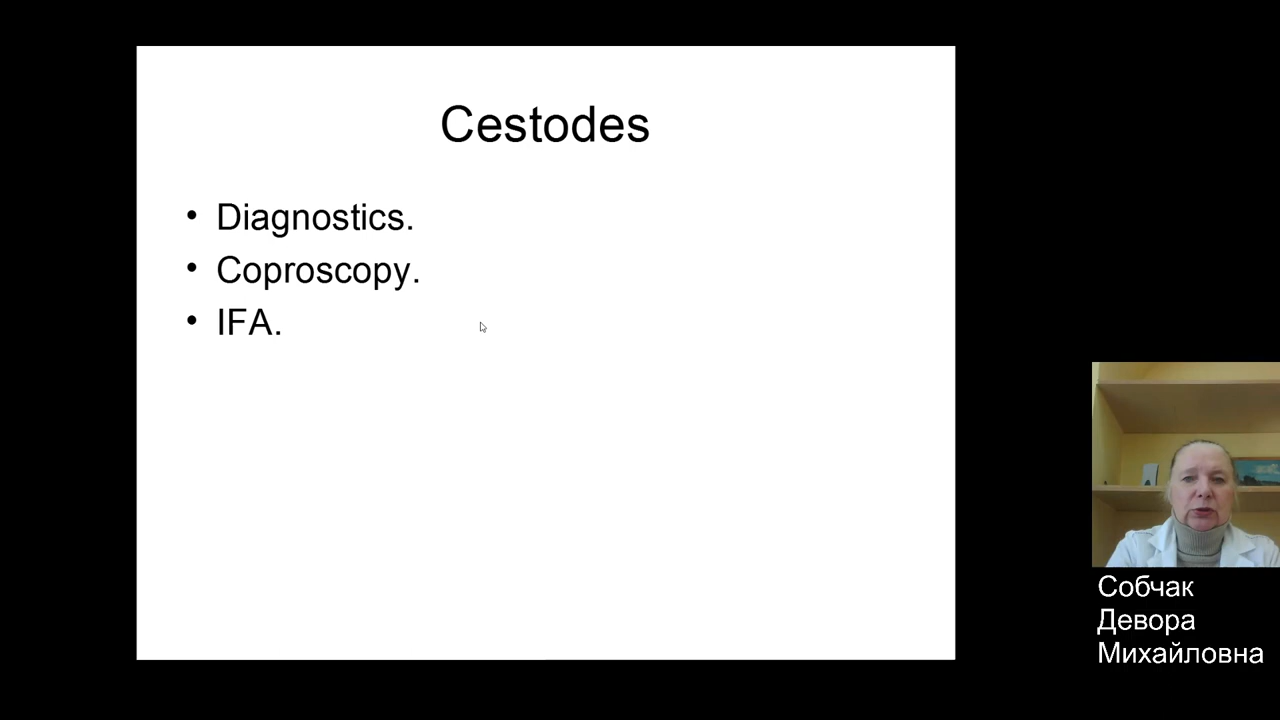 Cestodes
• Diagnostics.
• Coproscopy.
• IFA.
Собчак
Девора
Михайловна